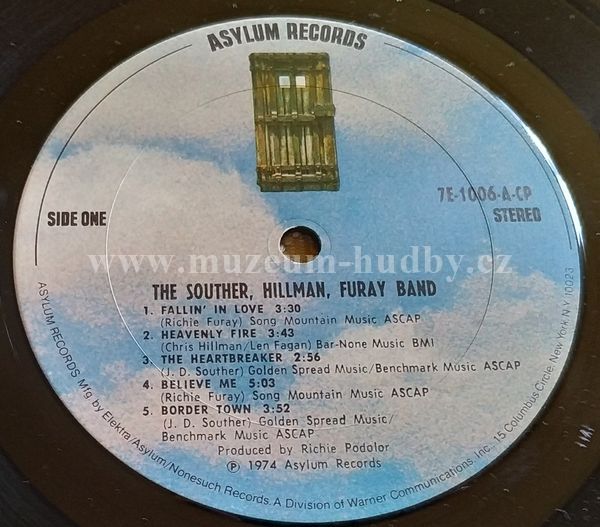 ASYLUM RECORDS
7E-1006-A-CP
SIDE ONE
STEREO
www.muzeum-hudby.cz
THE SOUTHER, HILLMAN, FURAY BAND
1. FALLIN' IN LOVE 3:30
(Richie Furay) Song Mountain Music ASCAP
2. HEAVENLY FIRE 3:43
(Chris Hillman/Len Fagan) Bar-None Music BMI
3. THE HEARTBREAKER 2:56
(J. D. Souther) Golden Spread Music/Benchmark Music ASCAP
4. BELIEVE ME 5:03
(Richie Furay) Song Mountain Music ASCAP
5. BORDER TOWN 3:52
(J. D. Souther) Golden Spread Music/
Benchmark Music ASCAP
Produced by Richie Podolor
℗ 1974 Asylum Records
ASYLUM RECORDS Mfg. by Elektra/Asylum/Nonesuch Records. A Division of Warner Communications Inc., 15 Columbus Circle, New York, N.Y. 10023